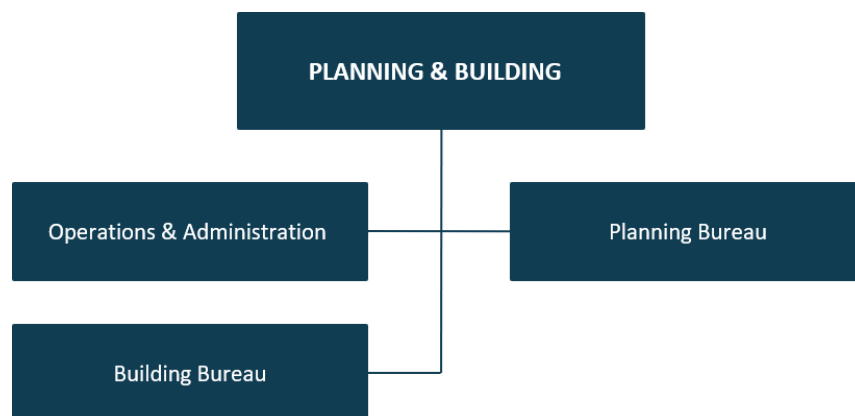 PLANNING & BUILDING
Operations & Administration
Planning Bureau
Building Bureau